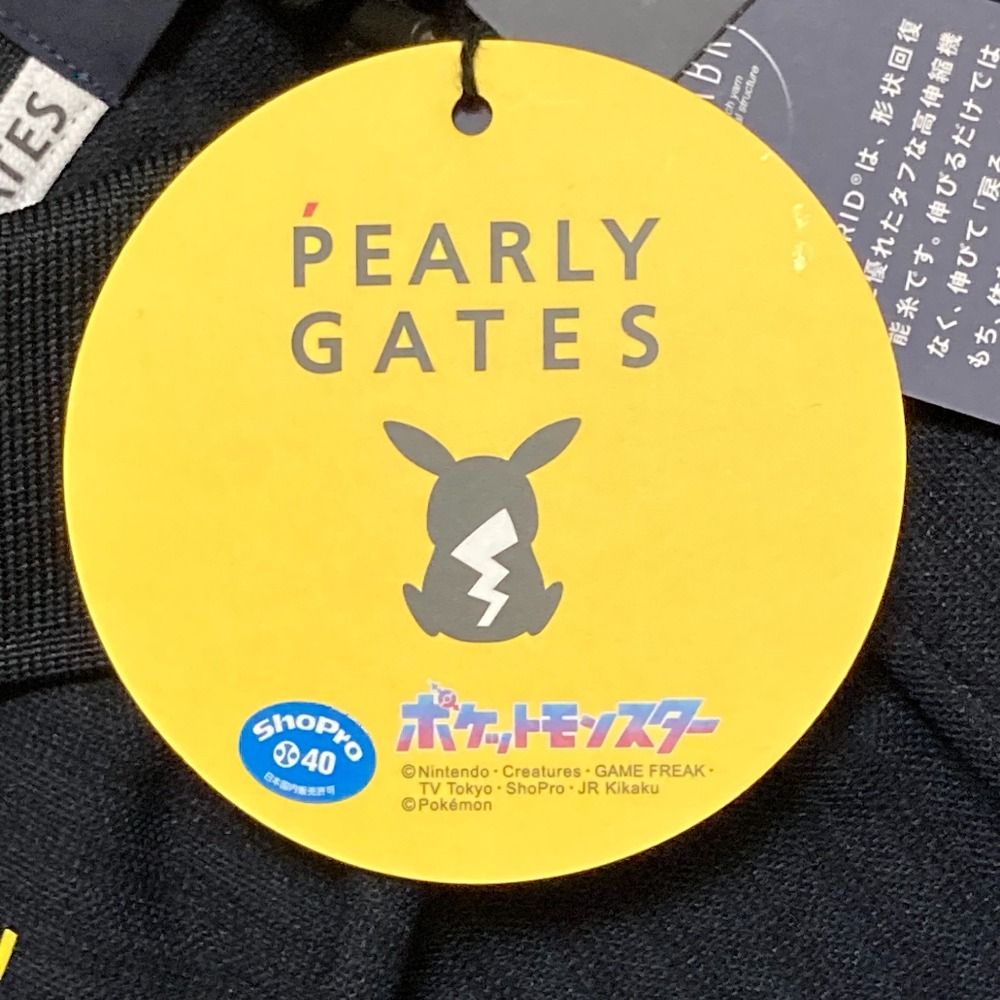 PEARLY
GATES
ShoPro
40
日本国内販売許可
ポケットモンスター
©Nintendo・Creatures・GAME FREAK・
TV Tokyo・ShoPro・JR Kikaku
©Pokémon
ATES
RID®は、形状回復
優れたタフな高伸縮機
能糸です。伸びるだけでは
なく、伸びて「戻る